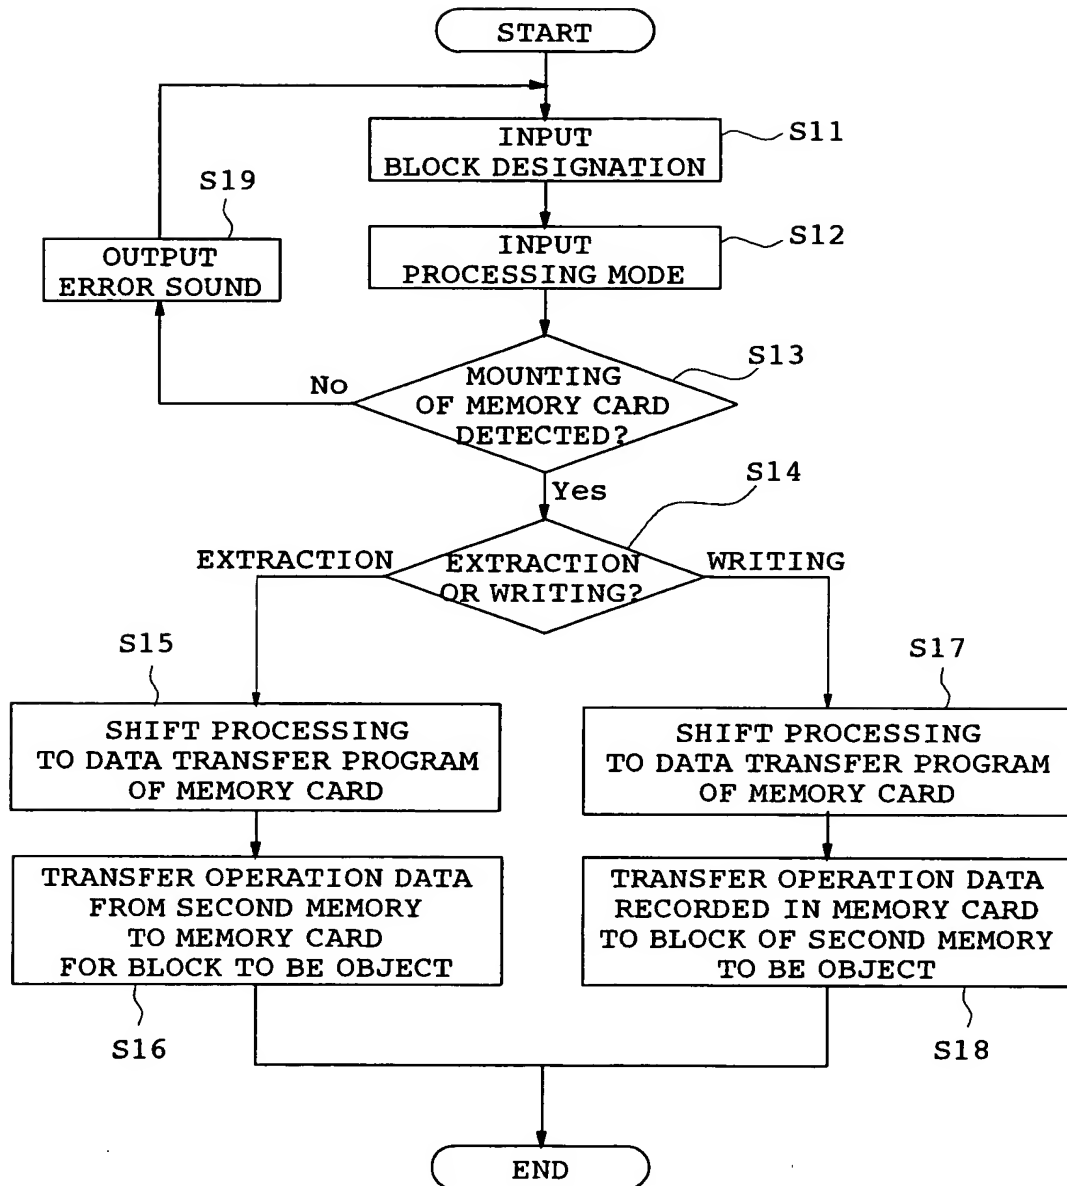 START
INPUT
BLOCK DESIGNATION
S11
S19
OUTPUT
ERROR SOUND
INPUT
PROCESSING MODE
S12
S13
No
MOUNTING
OF MEMORY CARD
DETECTED?
Yes
S14
EXTRACTION
EXTRACTION
OR WRITING?
WRITING
S15
SHIFT PROCESSING
TO DATA TRANSFER PROGRAM
OF MEMORY CARD
S17
SHIFT PROCESSING
TO DATA TRANSFER PROGRAM
OF MEMORY CARD
TRANSFER OPERATION DATA
FROM SECOND MEMORY
TO MEMORY CARD
FOR BLOCK TO BE OBJECT
S16
TRANSFER OPERATION DATA
RECORDED IN MEMORY CARD
TO BLOCK OF SECOND MEMORY
TO BE OBJECT
S18
END